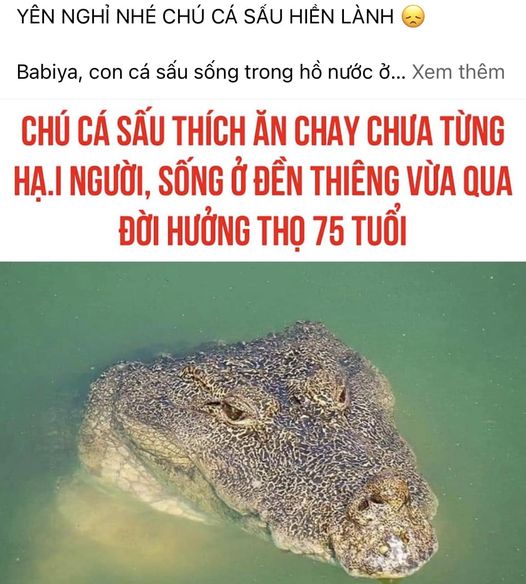 YÊN NGHỈ NHÉ CHÚ CÁ SẤU HIỀN LÀNH 😞
Babiya, con cá sấu sống trong hồ nước ở... Xem thêm
CHÚ CÁ SẤU THÍCH ĂN CHAY CHƯA TỪNG
HẠ.I NGƯỜI, SỐNG Ở ĐỀN THIÊNG VỪA QUA
ĐỜI HƯỞNG THỌ 75 TUỔI